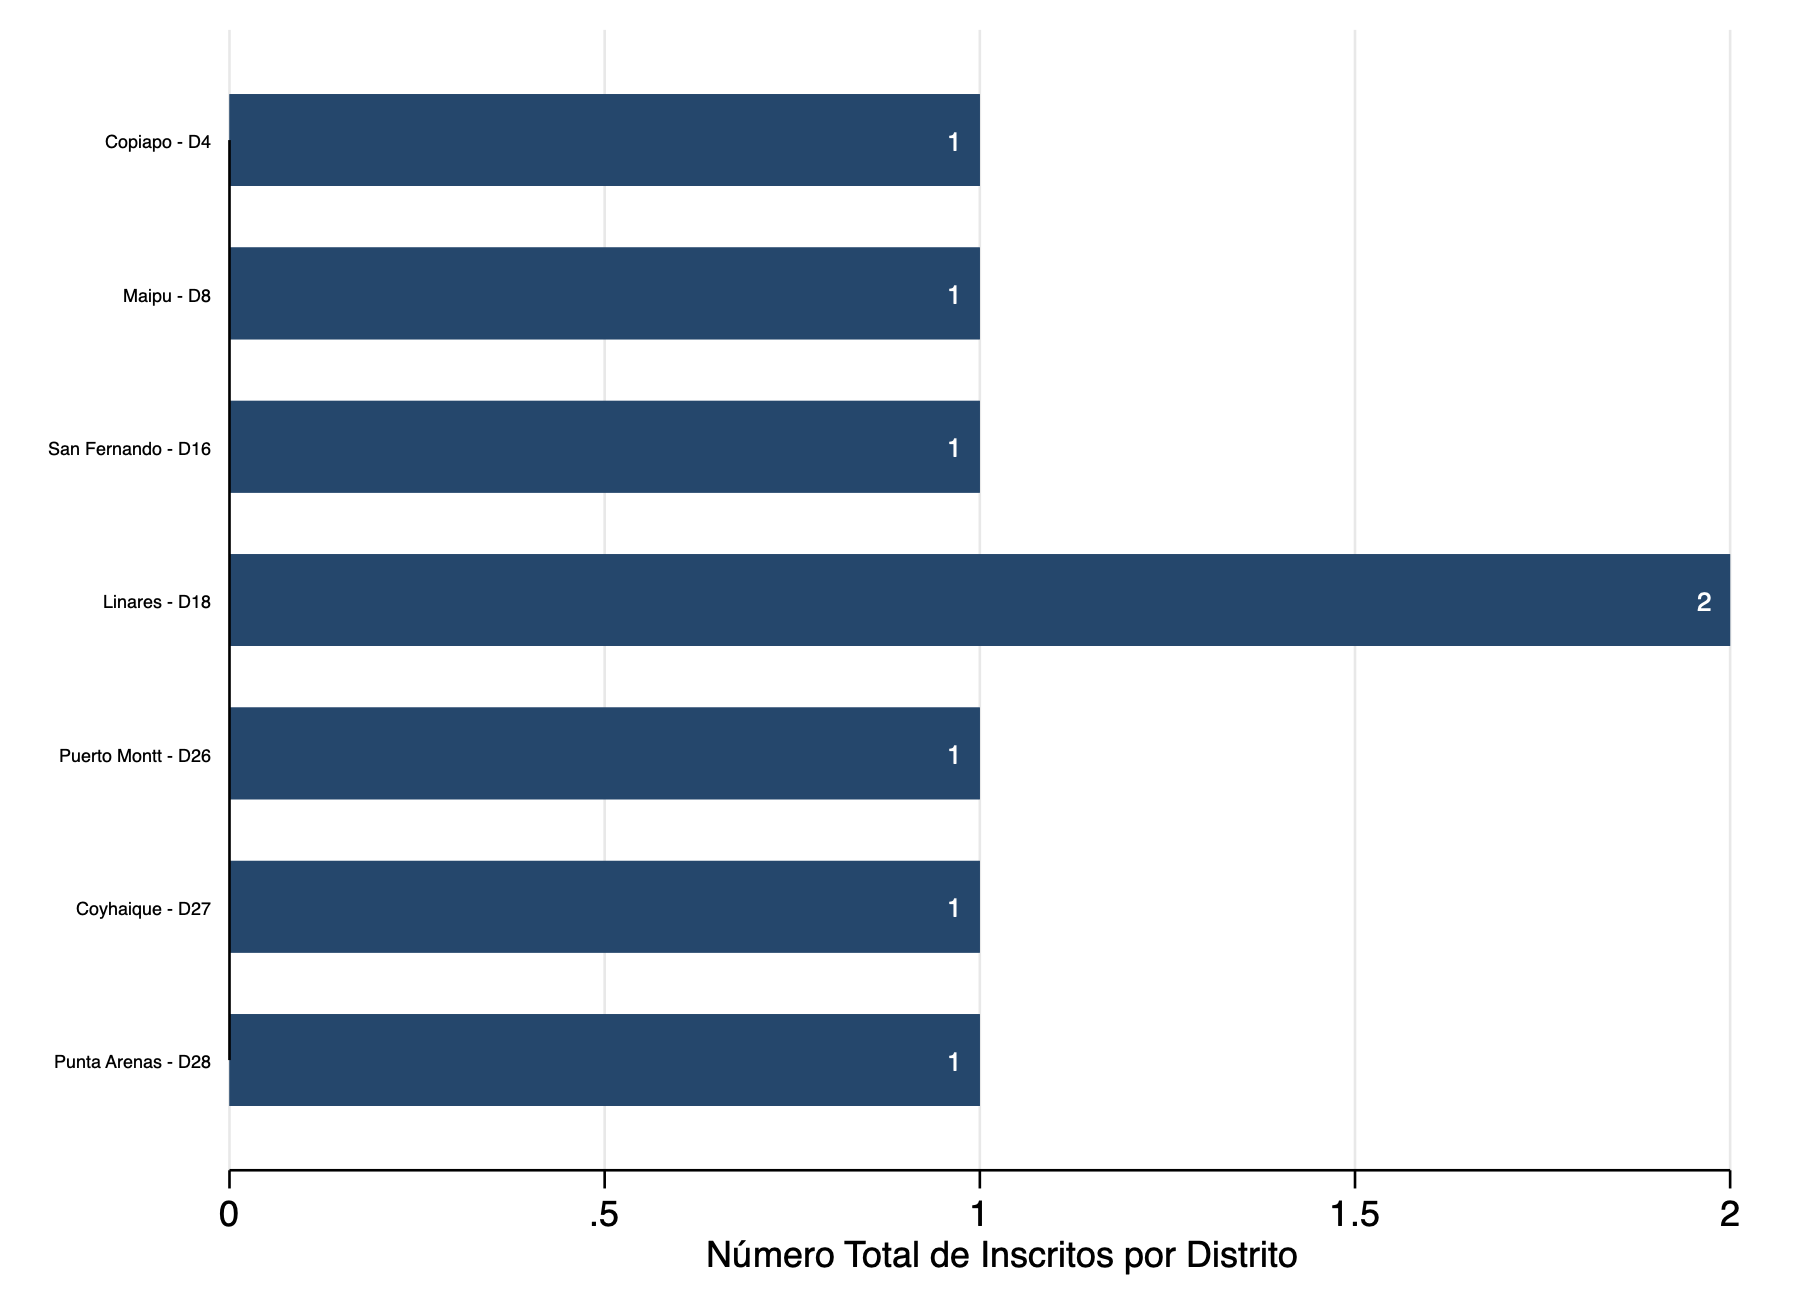 Copiapo - D4
1
Maipu - D8
1
San Fernando - D16
1
Linares - D18
2
Puerto Montt - D26
1
Coyhaique - D27
1
Punta Arenas - D28
1
0 .5 1 1.5 2
Número Total de Inscritos por Distrito